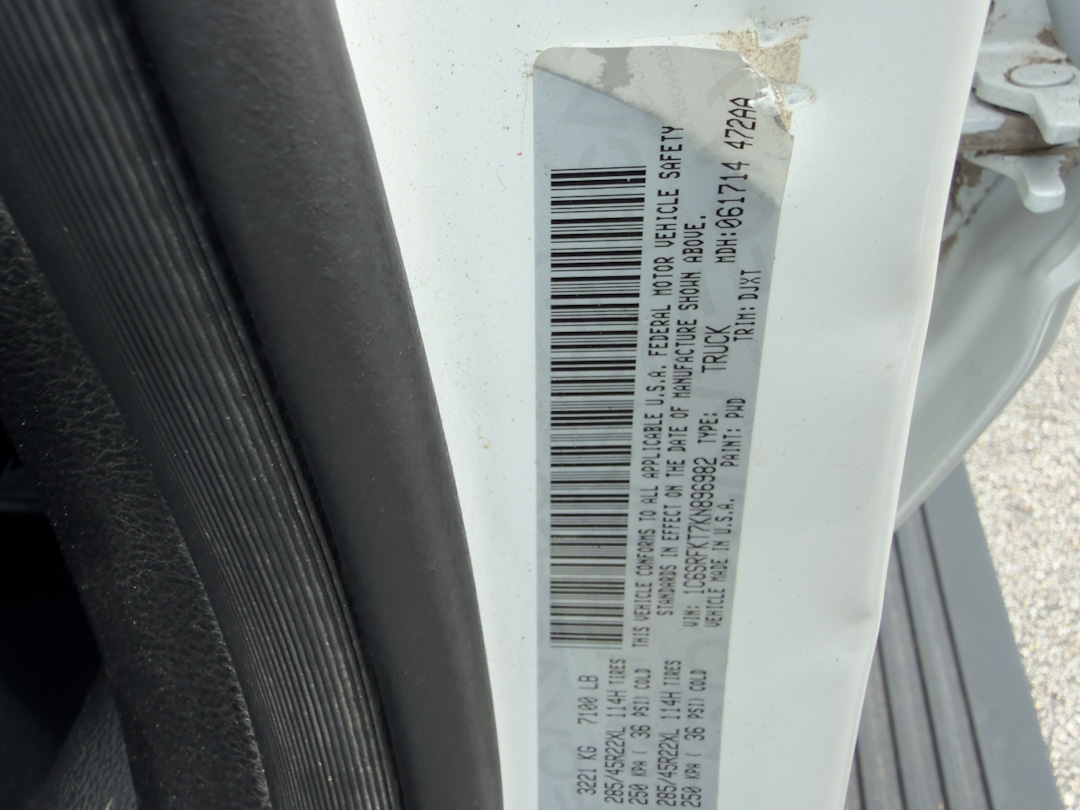 3221 KG 7100 LB
285/45R22XL 114H TIRES
250 KPA ( 36 PSI) COLD
285/45R22XL 114H TIRES
250 KPA ( 36 PSI) COLD
THIS VEHICLE CONFORMS TO ALL APPLICABLE U.S.A. FEDERAL MOTOR VEHICLE SAFETY
STANDARDS IN EFFECT ON THE DATE OF MANUFACTURE SHOWN ABOVE.
VIN: 1C6SRFKT7KN896982 TYPE: TRUCK MDH:061714 472AA
VEHICLE MADE IN U.S.A. PAINT: PWD TRIM: DJXT